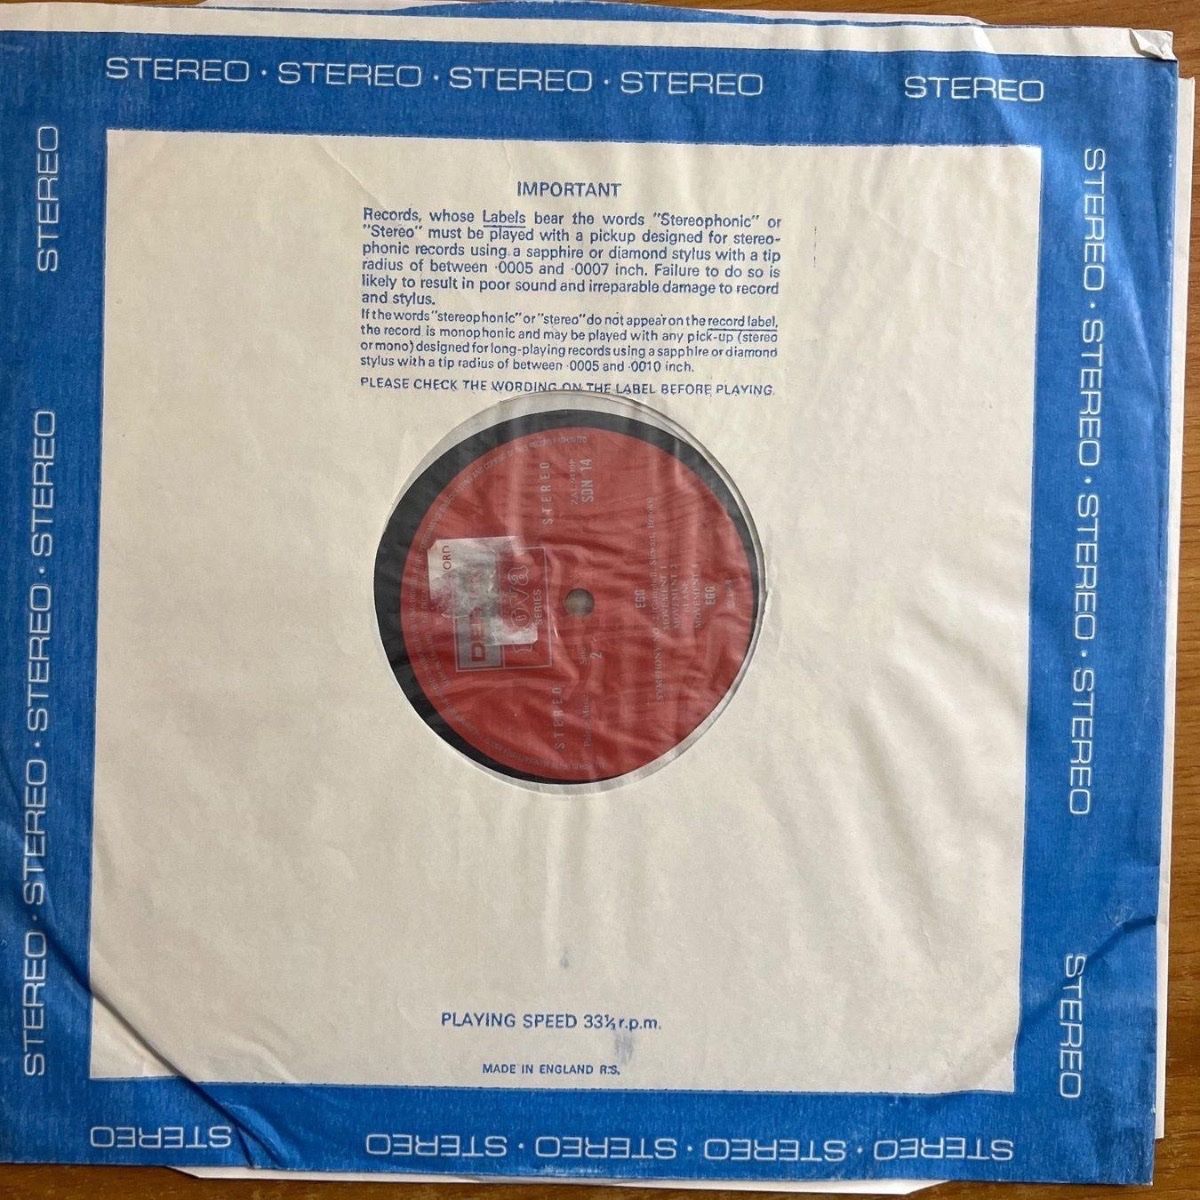 STEREO · STEREO · STEREO · STEREO STEREO
STEREO
STEREO · STEREO · STEREO · STEREO
STEREO · STEREO · STEREO · STEREO
STEREO
IMPORTANT
Records, whose Labels bear the words "Stereophonic" or
"Stereo" must be played with a pickup designed for stereo-
phonic records using a sapphire or diamond stylus with a tip
radius of between ·0005 and ·0007 inch. Failure to do so is
likely to result in poor sound and irreparable damage to record
and stylus.
If the words "stereophonic" or "stereo" do not appear on the record label,
the record is monophonic and may be played with any pick-up (stereo
or mono) designed for long-playing records using a sapphire or diamond
stylus with a tip radius of between ·0005 and ·0010 inch.
PLEASE CHECK THE WORDING ON THE LABEL BEFORE PLAYING.
SERIES
STEREO
STEREO
SDN 14
2
EGG
MOVEMENT 1
EGG
PLAYING SPEED 33⅓ r.p.m.
MADE IN ENGLAND R.S.
STEREO · STEREO · STEREO · STEREO
STEREO